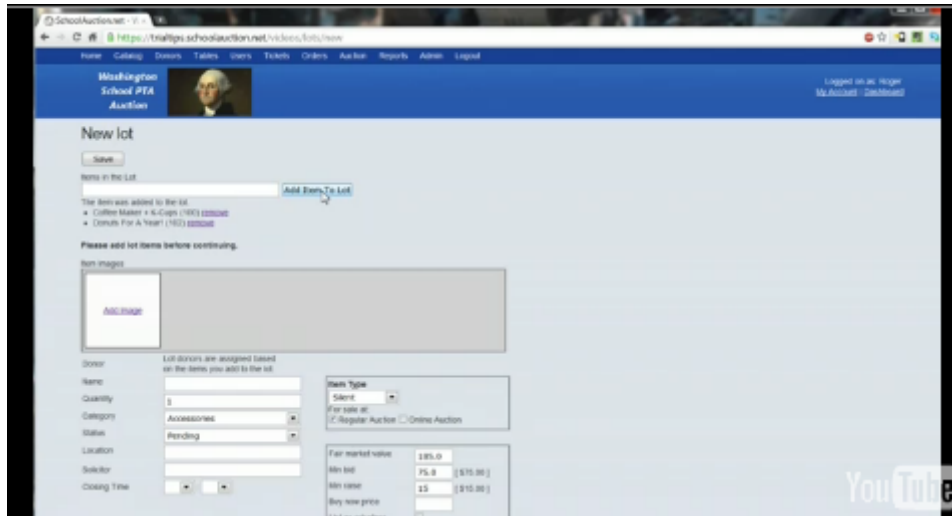 SchoolAuction.net - V
https://trialtips.schoolauction.net/videos/lots/new
Home Catalog Donors Tables Users Tickets Orders Auction Reports Admin Logout
Washington
School PTA
Auction
Logged on as: Roger
My Account | Dashboard
New lot
Save
Items in the Lot
Add Item To Lot
The item was added to the lot.
Coffee Maker + K-Cups (100) remove
Donuts For A Year! (102) remove
Please add lot items before continuing.
Item images
Add Image
Donor
Lot donors are assigned based
on the items you add to the lot.
Name
Quantity 1
Category Accessories
Status Pending
Location
Solicitor
Closing Time
Item Type
Silent
For sale at:
Regular Auction Online Auction
Fair market value 185.0
Min bid 75.0 [ $75.00 ]
Min raise 15 [ $15.00 ]
Buy now price
YouTube